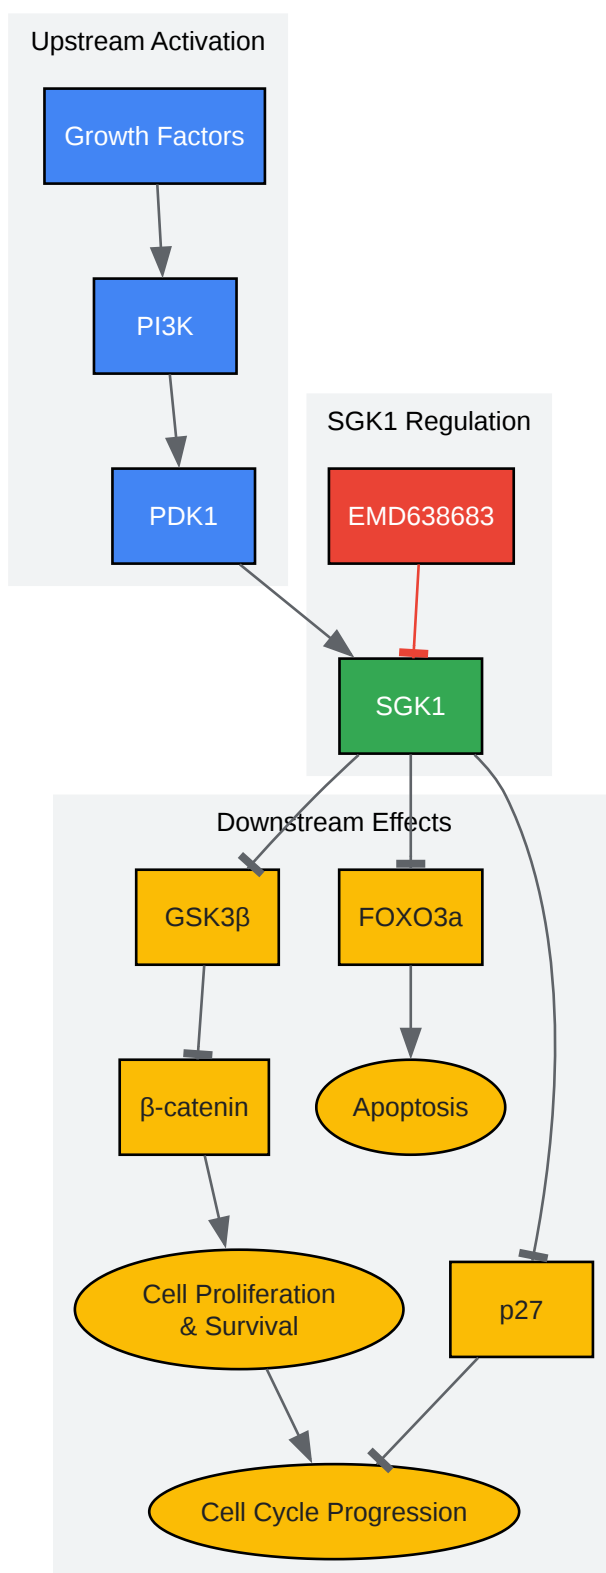 Upstream Activation
Growth Factors
PI3K
PDK1
SGK1 Regulation
EMD638683
SGK1
Downstream Effects
GSK3β
FOXO3a
β-catenin
Apoptosis
Cell Proliferation
& Survival
p27
Cell Cycle Progression